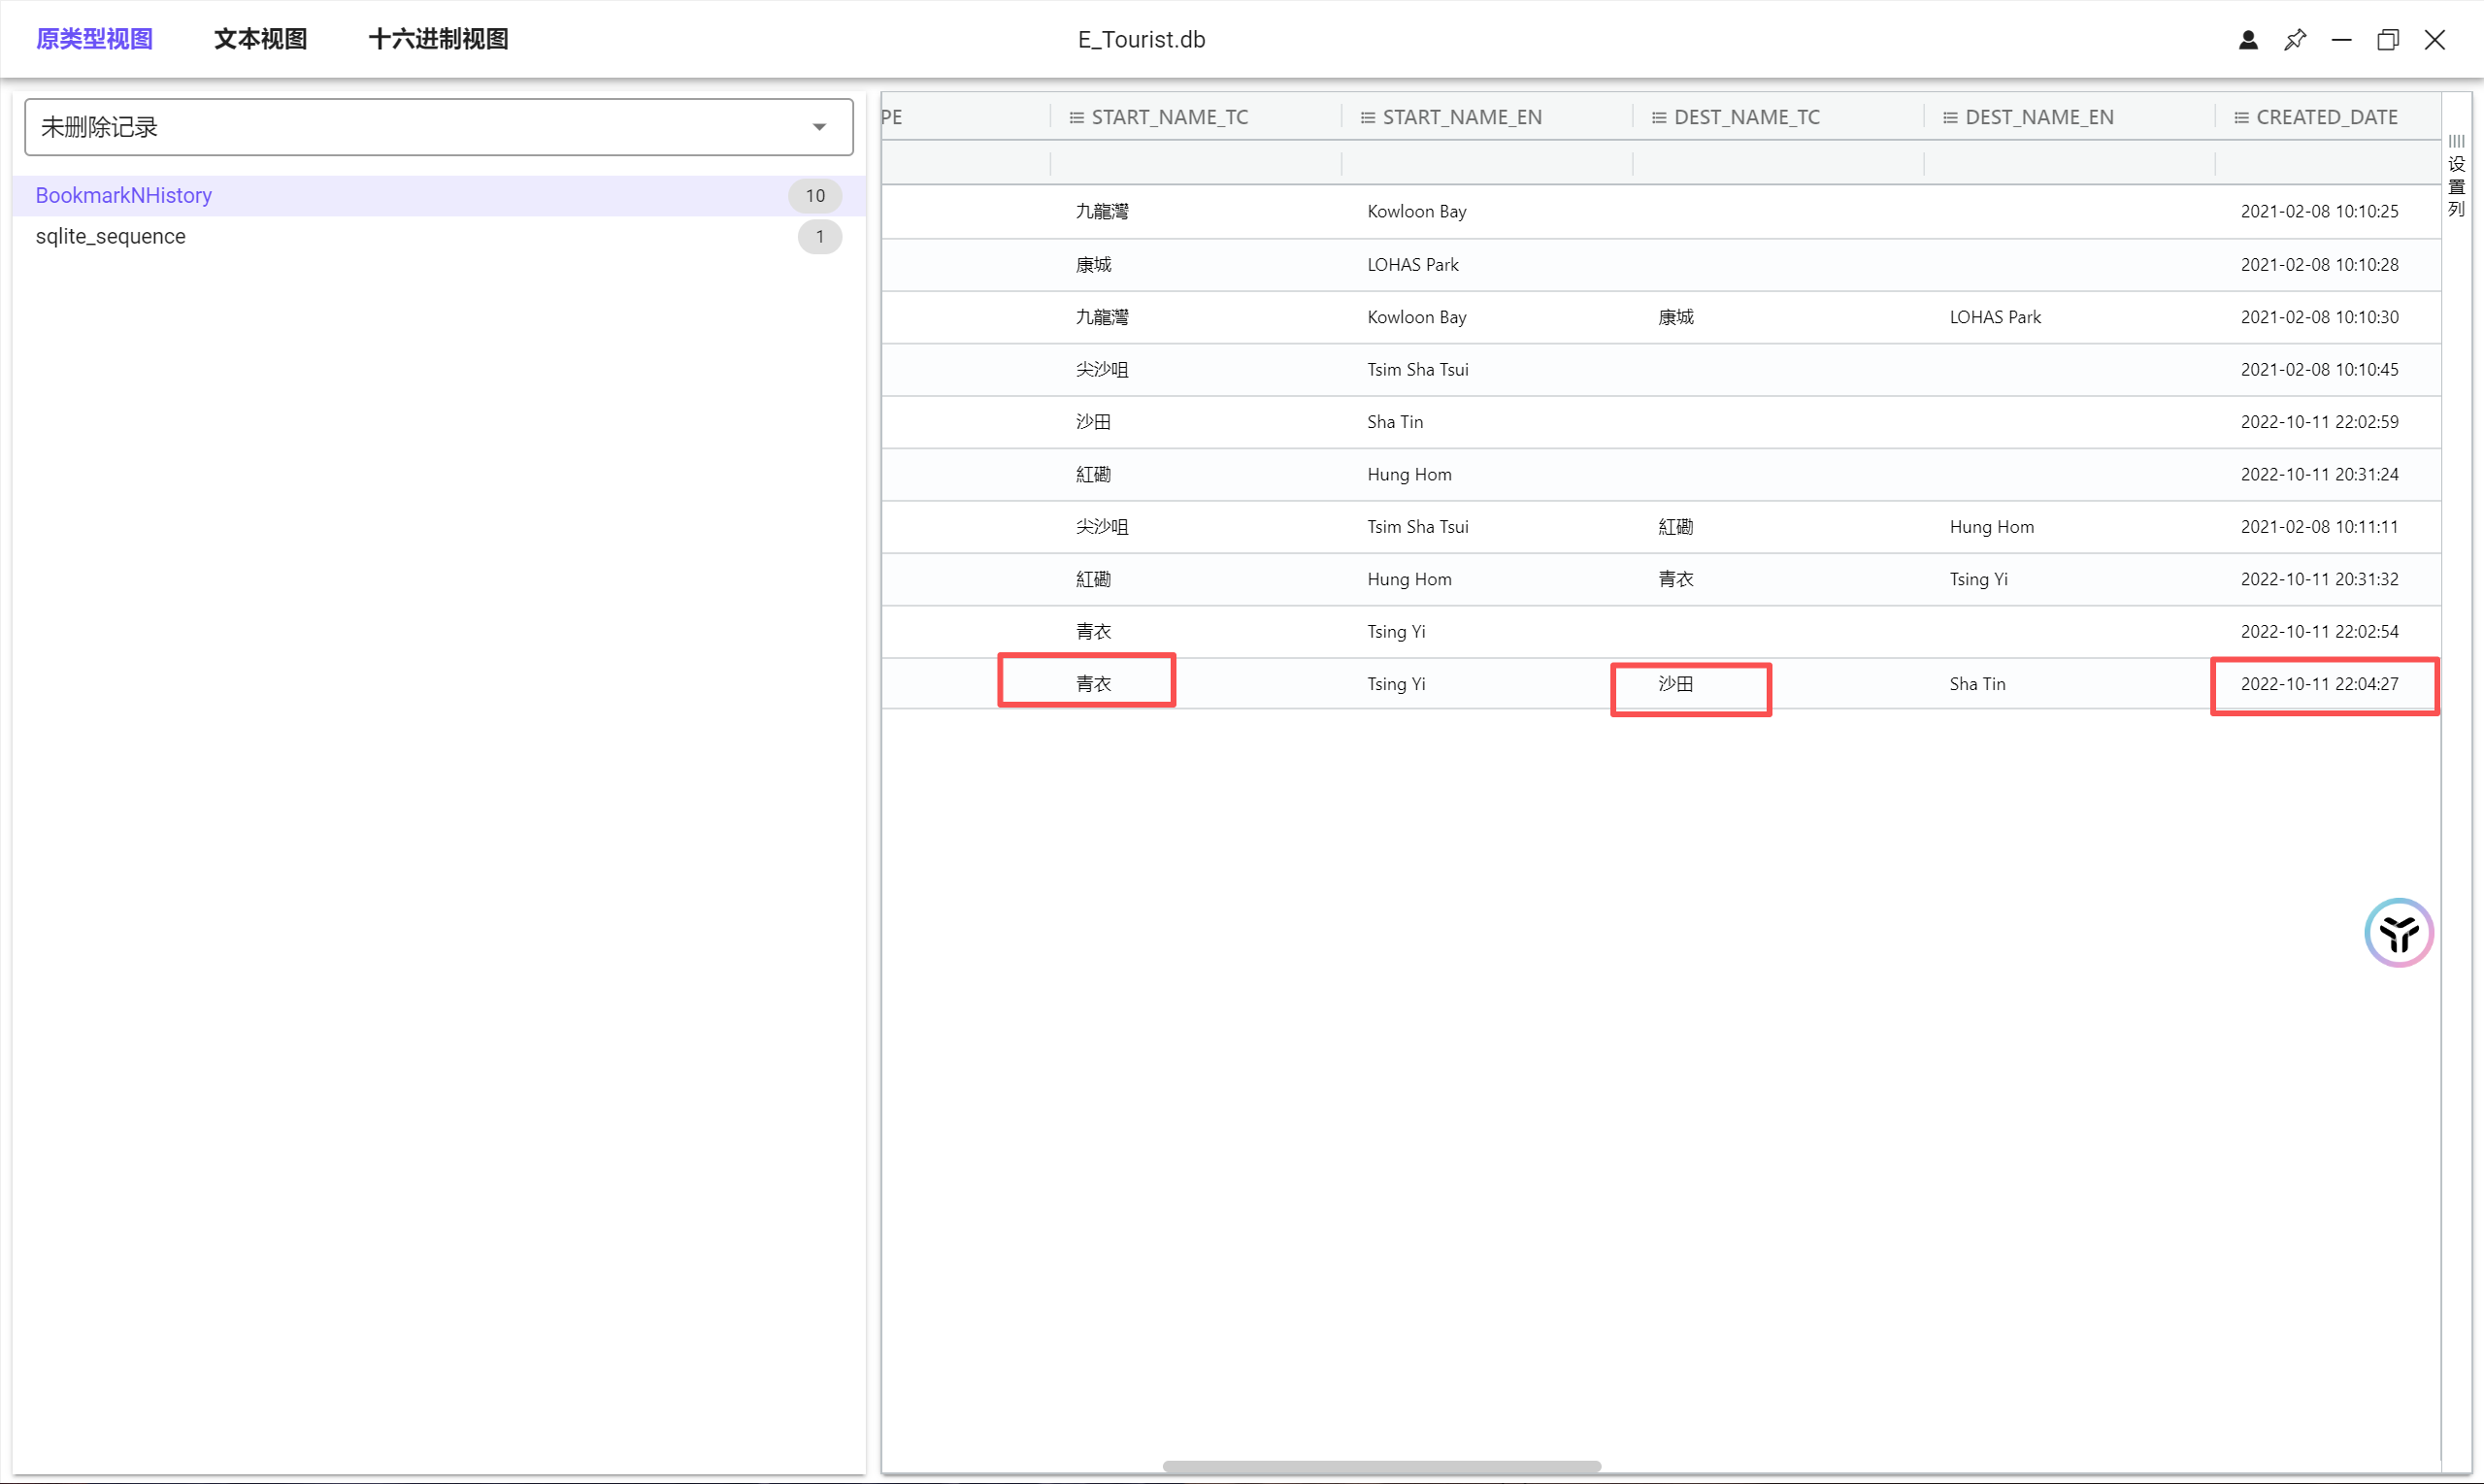 原类型视图 文本视图 十六进制视图 E_Tourist.db
未删除记录
BookmarkNHistory 10
sqlite_sequence 1
PE START_NAME_TC START_NAME_EN DEST_NAME_TC DEST_NAME_EN CREATED_DATE
九龍灣 Kowloon Bay 2021-02-08 10:10:25
康城 LOHAS Park 2021-02-08 10:10:28
九龍灣 Kowloon Bay 康城 LOHAS Park 2021-02-08 10:10:30
尖沙咀 Tsim Sha Tsui 2021-02-08 10:10:45
沙田 Sha Tin 2022-10-11 22:02:59
紅磡 Hung Hom 2022-10-11 20:31:24
尖沙咀 Tsim Sha Tsui 紅磡 Hung Hom 2021-02-08 10:11:11
紅磡 Hung Hom 青衣 Tsing Yi 2022-10-11 20:31:32
青衣 Tsing Yi 2022-10-11 22:02:54
青衣 Tsing Yi 沙田 Sha Tin 2022-10-11 22:04:27
设置列